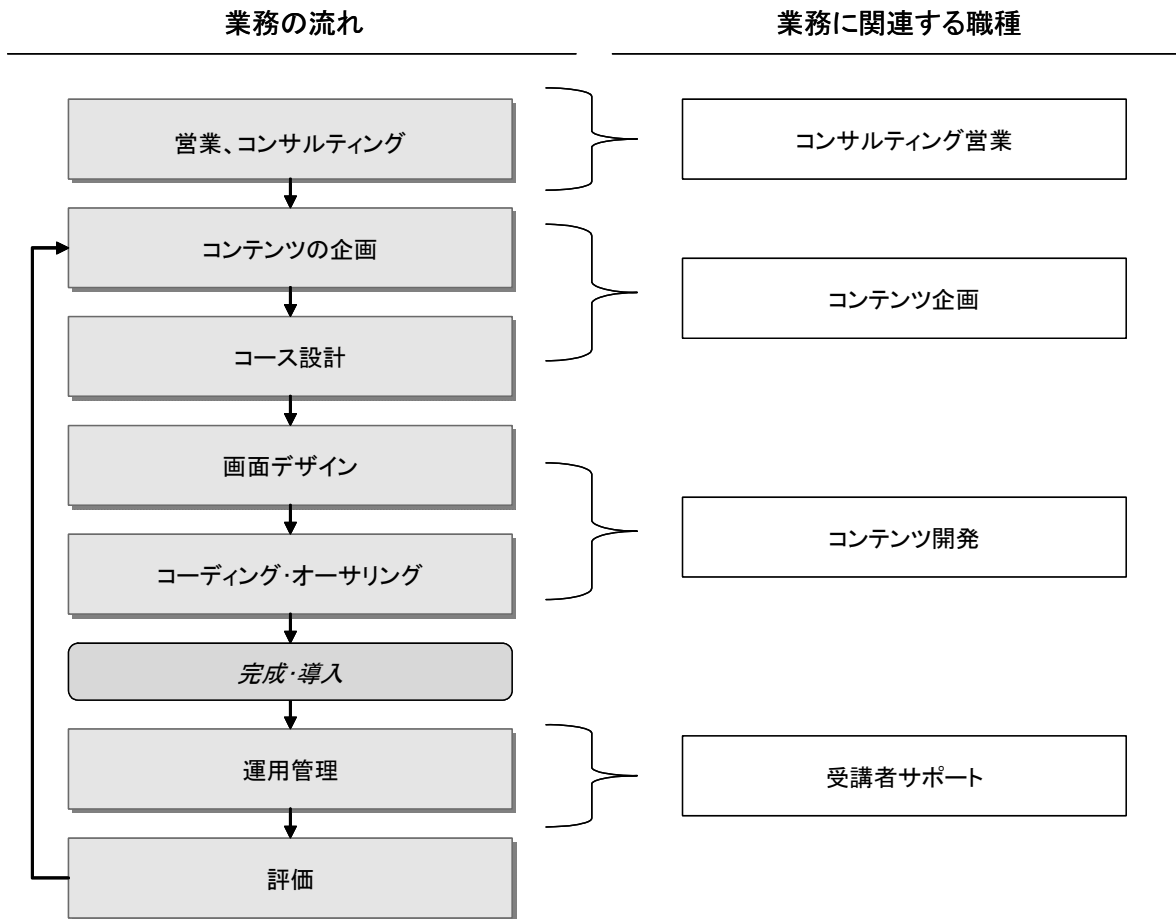 業務の流れ
業務に関連する職種
営業、コンサルティング
コンサルティング営業
コンテンツの企画
コンテンツ企画
コース設計
画面デザイン
コンテンツ開発
コーディング・オーサリング
完成・導入
運用管理
受講者サポート
評価